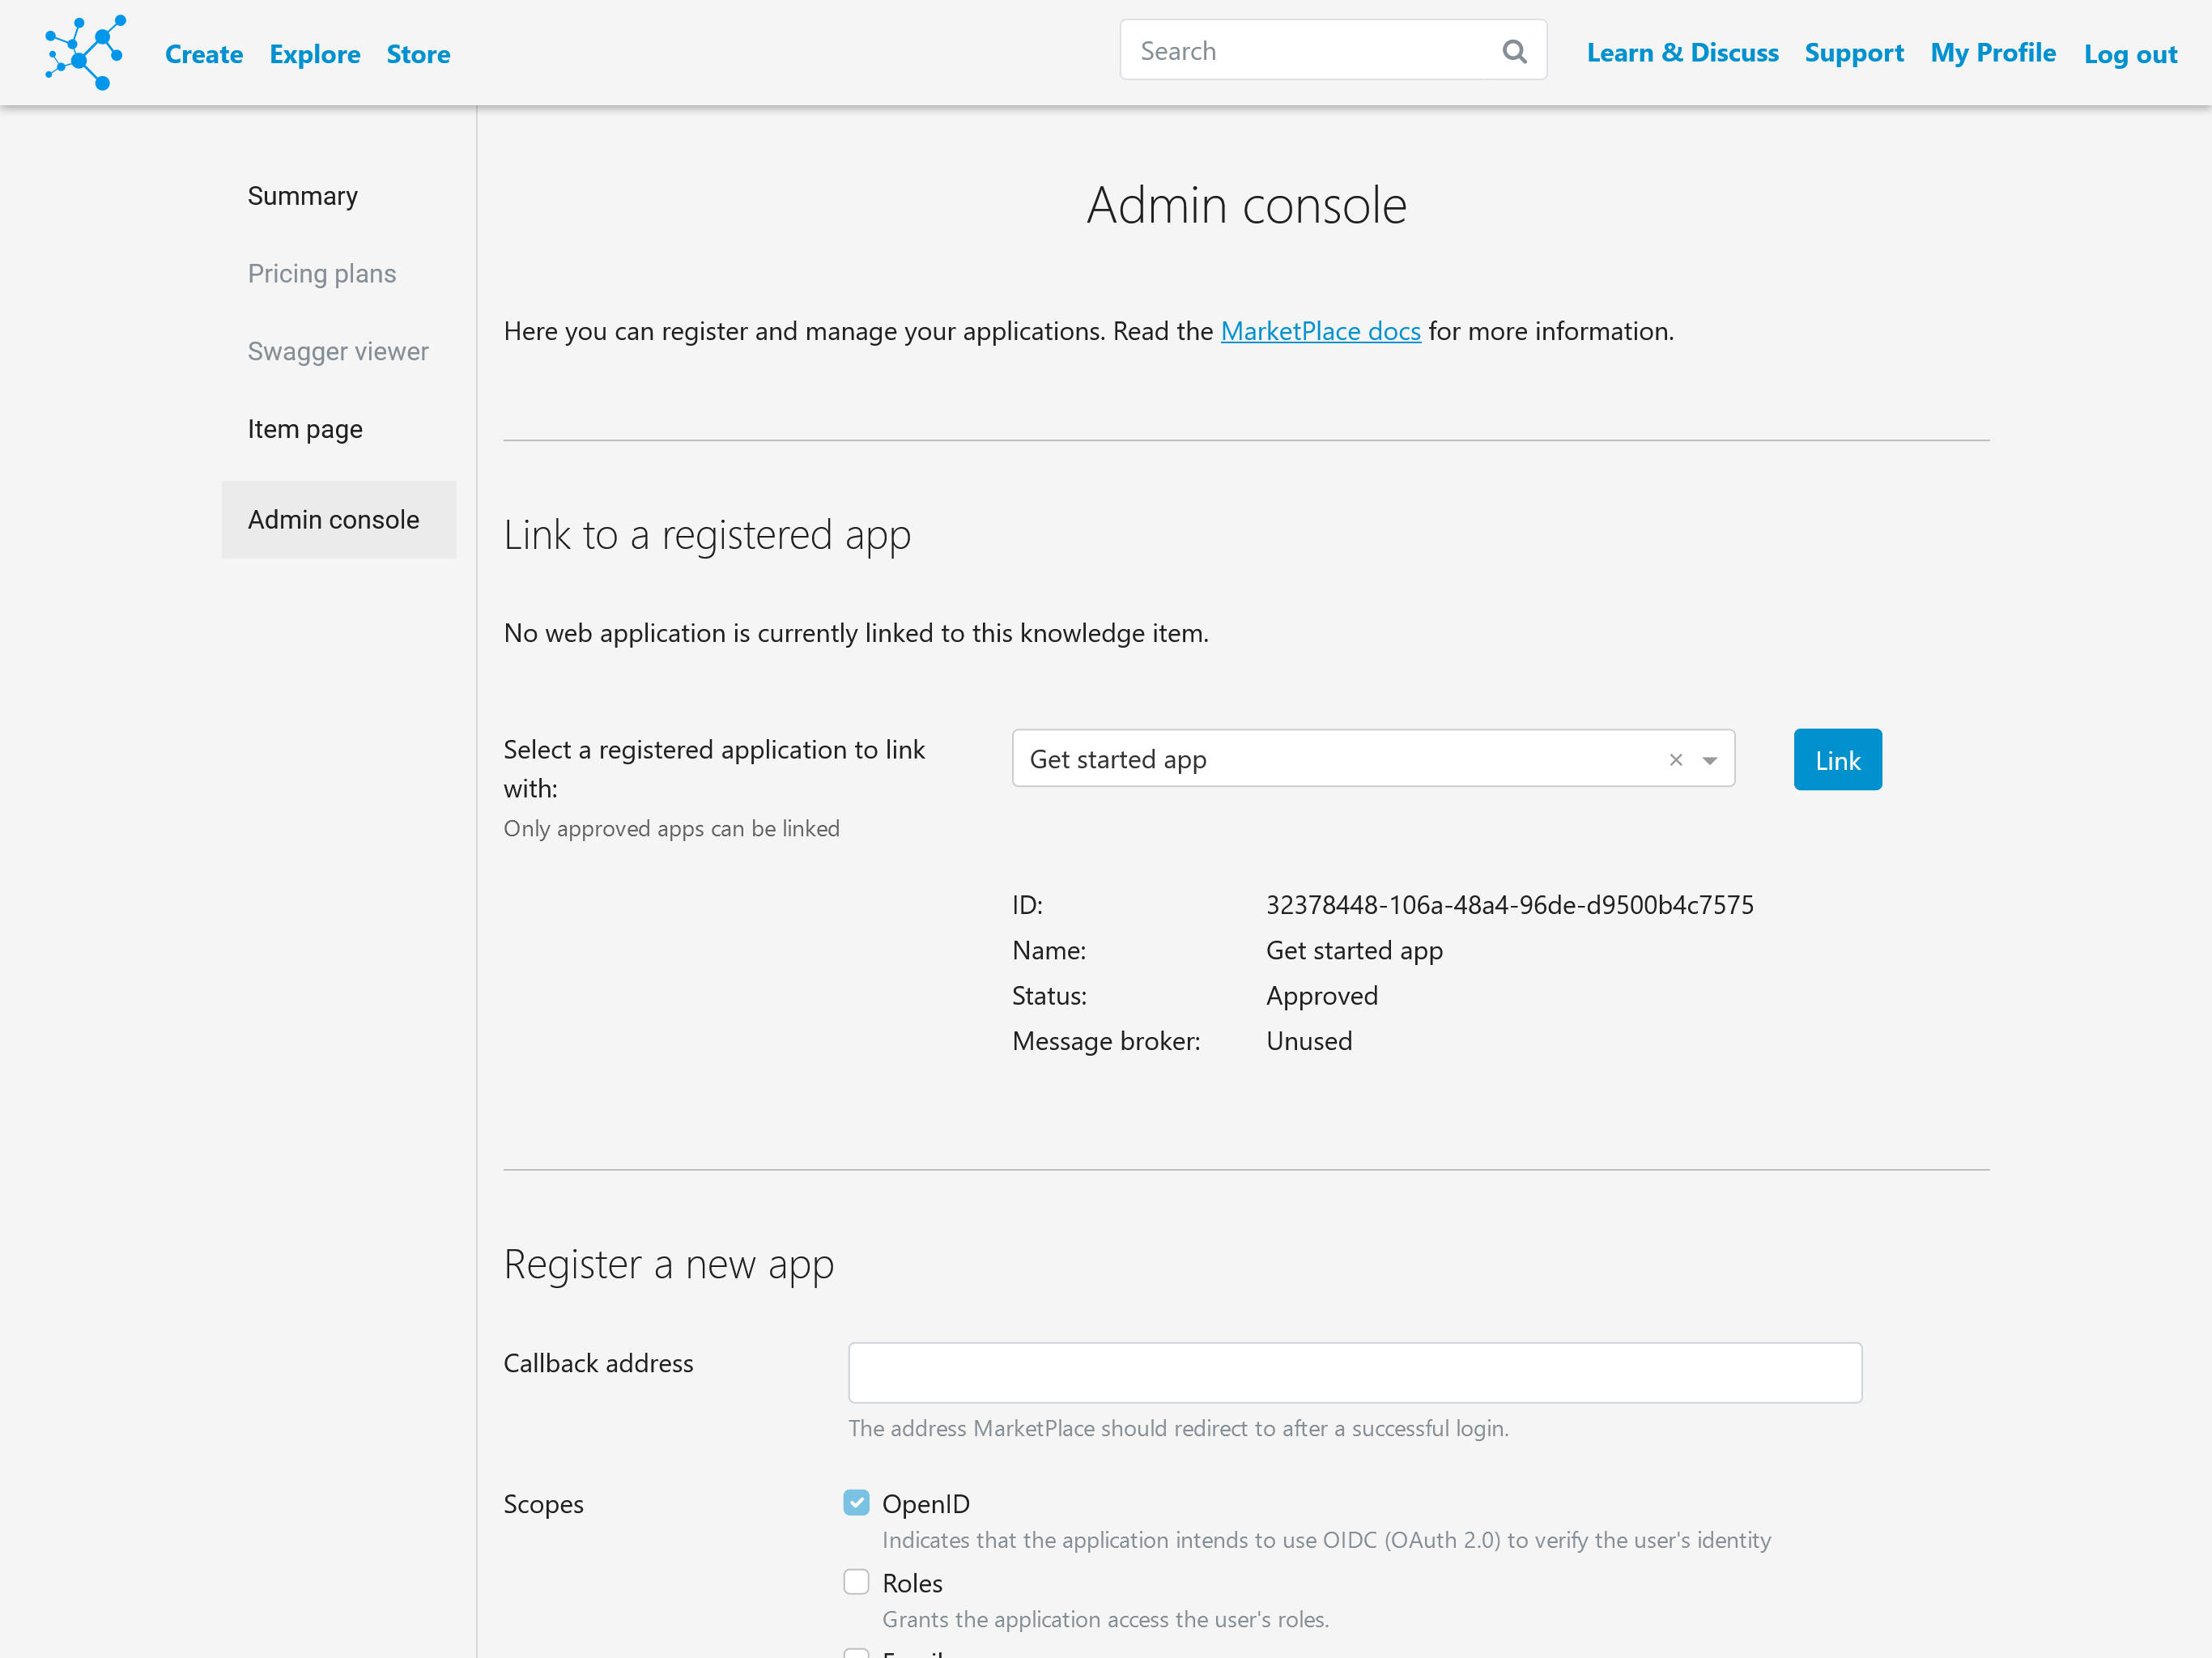 Create Explore Store Search Learn & Discuss Support My Profile Log out
Summary
Pricing plans
Swagger viewer
Item page
Admin console
Admin console
Here you can register and manage your applications. Read the MarketPlace docs for more information.
Link to a registered app
No web application is currently linked to this knowledge item.
Select a registered application to link
with:
Only approved apps can be linked
Get started app
Link
ID: 32378448-106a-48a4-96de-d9500b4c7575
Name: Get started app
Status: Approved
Message broker: Unused
Register a new app
Callback address
The address MarketPlace should redirect to after a successful login.
Scopes
OpenID
Indicates that the application intends to use OIDC (OAuth 2.0) to verify the user's identity
Roles
Grants the application access the user's roles.